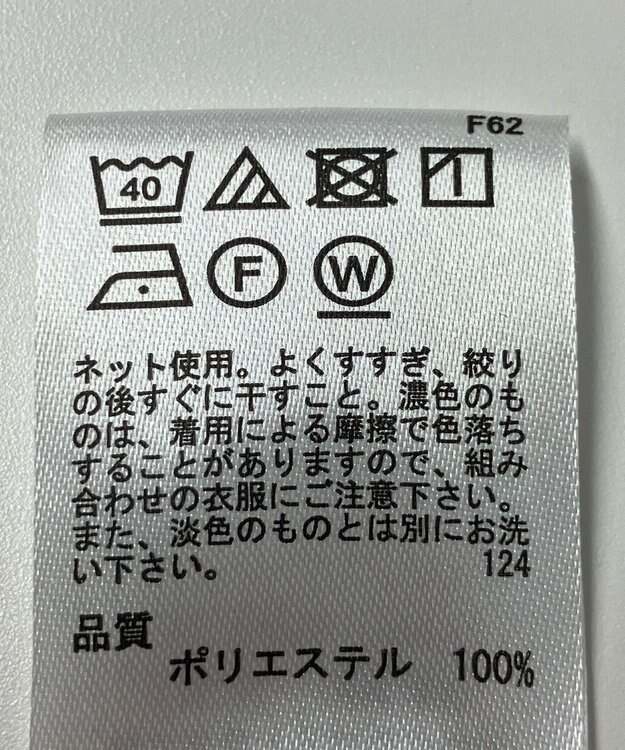 F62
40
F W
ネット使用。よくすすぎ、絞り
の後すぐに干すこと。濃色のも
のは、着用による摩擦で色落ち
することがありますので、組み
合わせの衣服にご注意下さい。
また、淡色のものとは別にお洗
い下さい。 124
品質
ポリエステル 100%